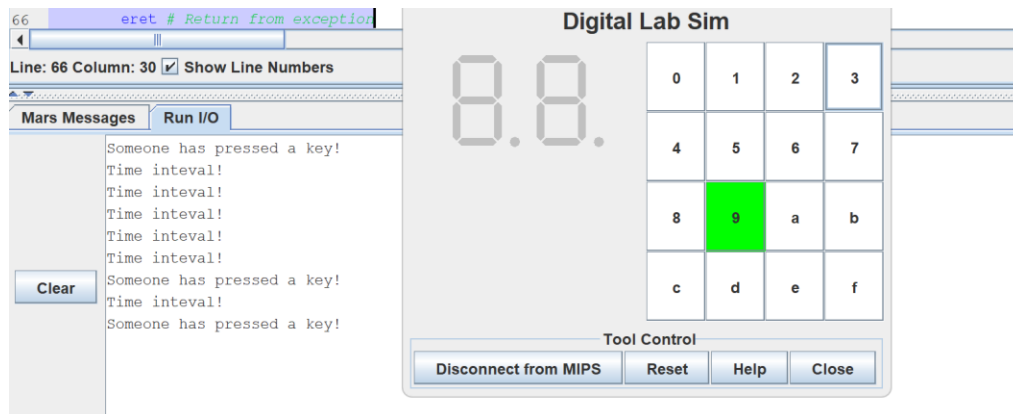 66 eret # Return from exception
Line: 66 Column: 30 Show Line Numbers
Mars Messages Run I/O
Clear
Someone has pressed a key!
Time inteval!
Time inteval!
Time inteval!
Time inteval!
Time inteval!
Someone has pressed a key!
Time inteval!
Someone has pressed a key!
Digital Lab Sim
8.8.
0 1 2 3
4 5 6 7
8 9 a b
c d e f
Tool Control
Disconnect from MIPS Reset Help Close